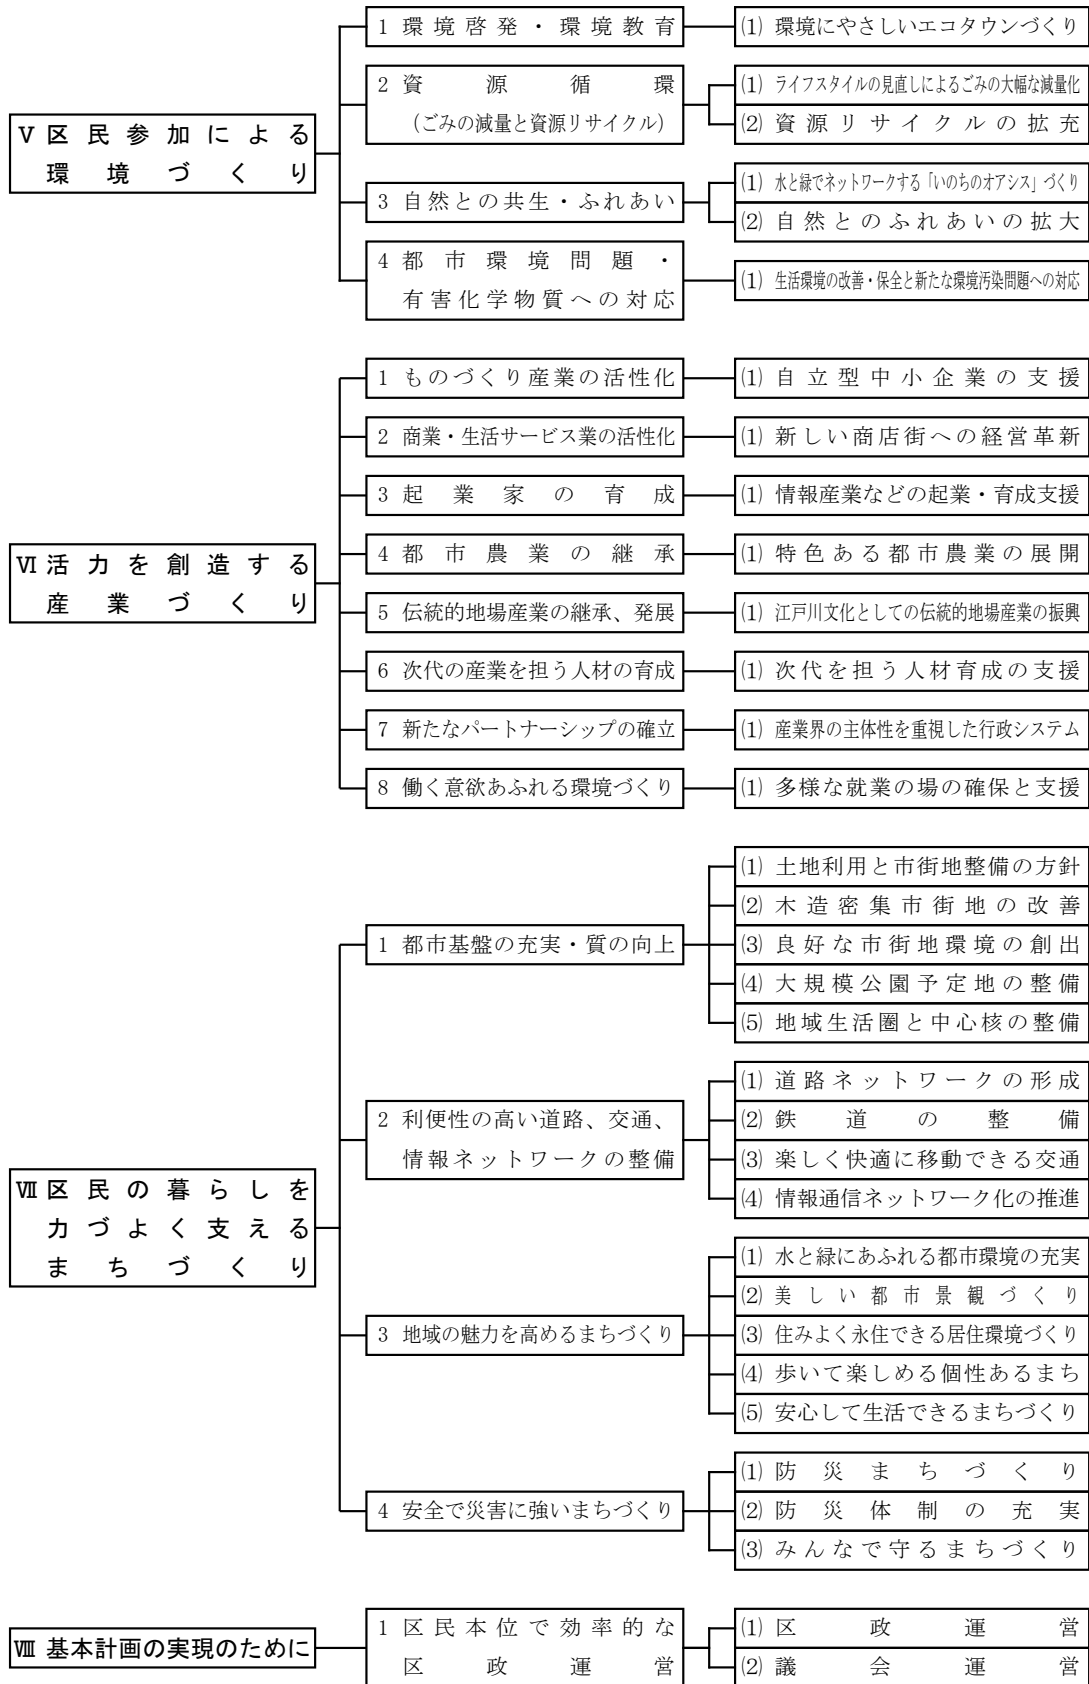 Ⅴ 区民参加による
環境づくり
1 環境啓発・環境教育
(1) 環境にやさしいエコタウンづくり
2 資源循環
(ごみの減量と資源リサイクル)
(1) ライフスタイルの見直しによるごみの大幅な減量化
(2) 資源リサイクルの拡充
3 自然との共生・ふれあい
(1) 水と緑でネットワークする「いのちのオアシス」づくり
(2) 自然とのふれあいの拡大
4 都市環境問題・
有害化学物質への対応
(1) 生活環境の改善・保全と新たな環境汚染問題への対応
Ⅵ 活力を創造する
産業づくり
1 ものづくり産業の活性化
(1) 自立型中小企業の支援
2 商業・生活サービス業の活性化
(1) 新しい商店街への経営革新
3 起業家の育成
(1) 情報産業などの起業・育成支援
4 都市農業の継承
(1) 特色ある都市農業の展開
5 伝統的地場産業の継承、発展
(1) 江戸川文化としての伝統的地場産業の振興
6 次代の産業を担う人材の育成
(1) 次代を担う人材育成の支援
7 新たなパートナーシップの確立
(1) 産業界の主体性を重視した行政システム
8 働く意欲あふれる環境づくり
(1) 多様な就業の場の確保と支援
Ⅶ 区民の暮らしを
力づよく支える
まちづくり
1 都市基盤の充実・質の向上
(1) 土地利用と市街地整備の方針
(2) 木造密集市街地の改善
(3) 良好な市街地環境の創出
(4) 大規模公園予定地の整備
(5) 地域生活圏と中心核の整備
2 利便性の高い道路、交通、
情報ネットワークの整備
(1) 道路ネットワークの形成
(2) 鉄道の整備
(3) 楽しく快適に移動できる交通
(4) 情報通信ネットワーク化の推進
3 地域の魅力を高めるまちづくり
(1) 水と緑にあふれる都市環境の充実
(2) 美しい都市景観づくり
(3) 住みよく永住できる居住環境づくり
(4) 歩いて楽しめる個性あるまち
(5) 安心して生活できるまちづくり
4 安全で災害に強いまちづくり
(1) 防災まちづくり
(2) 防災体制の充実
(3) みんなで守るまちづくり
Ⅷ 基本計画の実現のために
1 区民本位で効率的な
区政運営
(1) 区政運営
(2) 議会運営